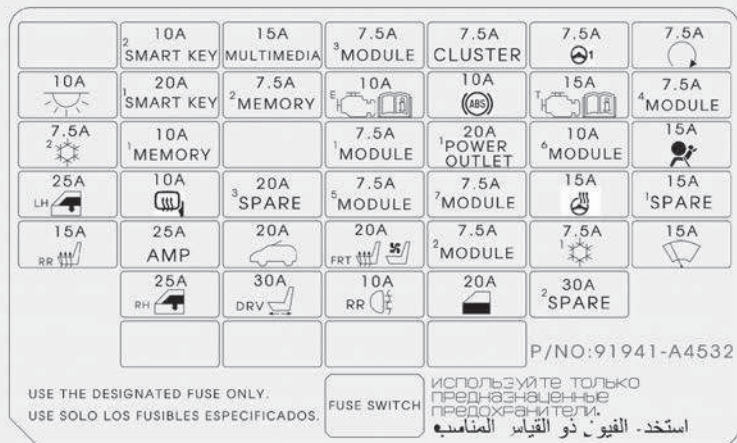 10A 15A 7.5A 7.5A 7.5A 7.5A
2 SMART KEY MULTIMEDIA 3 MODULE CLUSTER 1
10A 20A 7.5A 10A 10A 15A 7.5A
1 SMART KEY 2 MEMORY E ABS T 4 MODULE
7.5A 10A 7.5A 20A 10A 15A
2 1 MEMORY 1 MODULE 1 POWER OUTLET 6 MODULE
25A 10A 20A 7.5A 7.5A 15A 15A
LH 3 SPARE 5 MODULE 7 MODULE 1 SPARE
15A 25A 20A 20A 7.5A 7.5A 15A
RR AMP FRT 2 MODULE 1
25A 30A 10A 20A 30A
RH DRV RR 2 SPARE
P/NO:91941-A4532
USE THE DESIGNATED FUSE ONLY.
USE SOLO LOS FUSIBLES ESPECIFICADOS.
FUSE SWITCH
ИСПОЛЬЗУЙТЕ ТОЛЬКО
ПРЕДНАЗНАЦЕННЫЕ
ПРЕДОХРАНИТЕЛИ.
ذو القياس المناسب